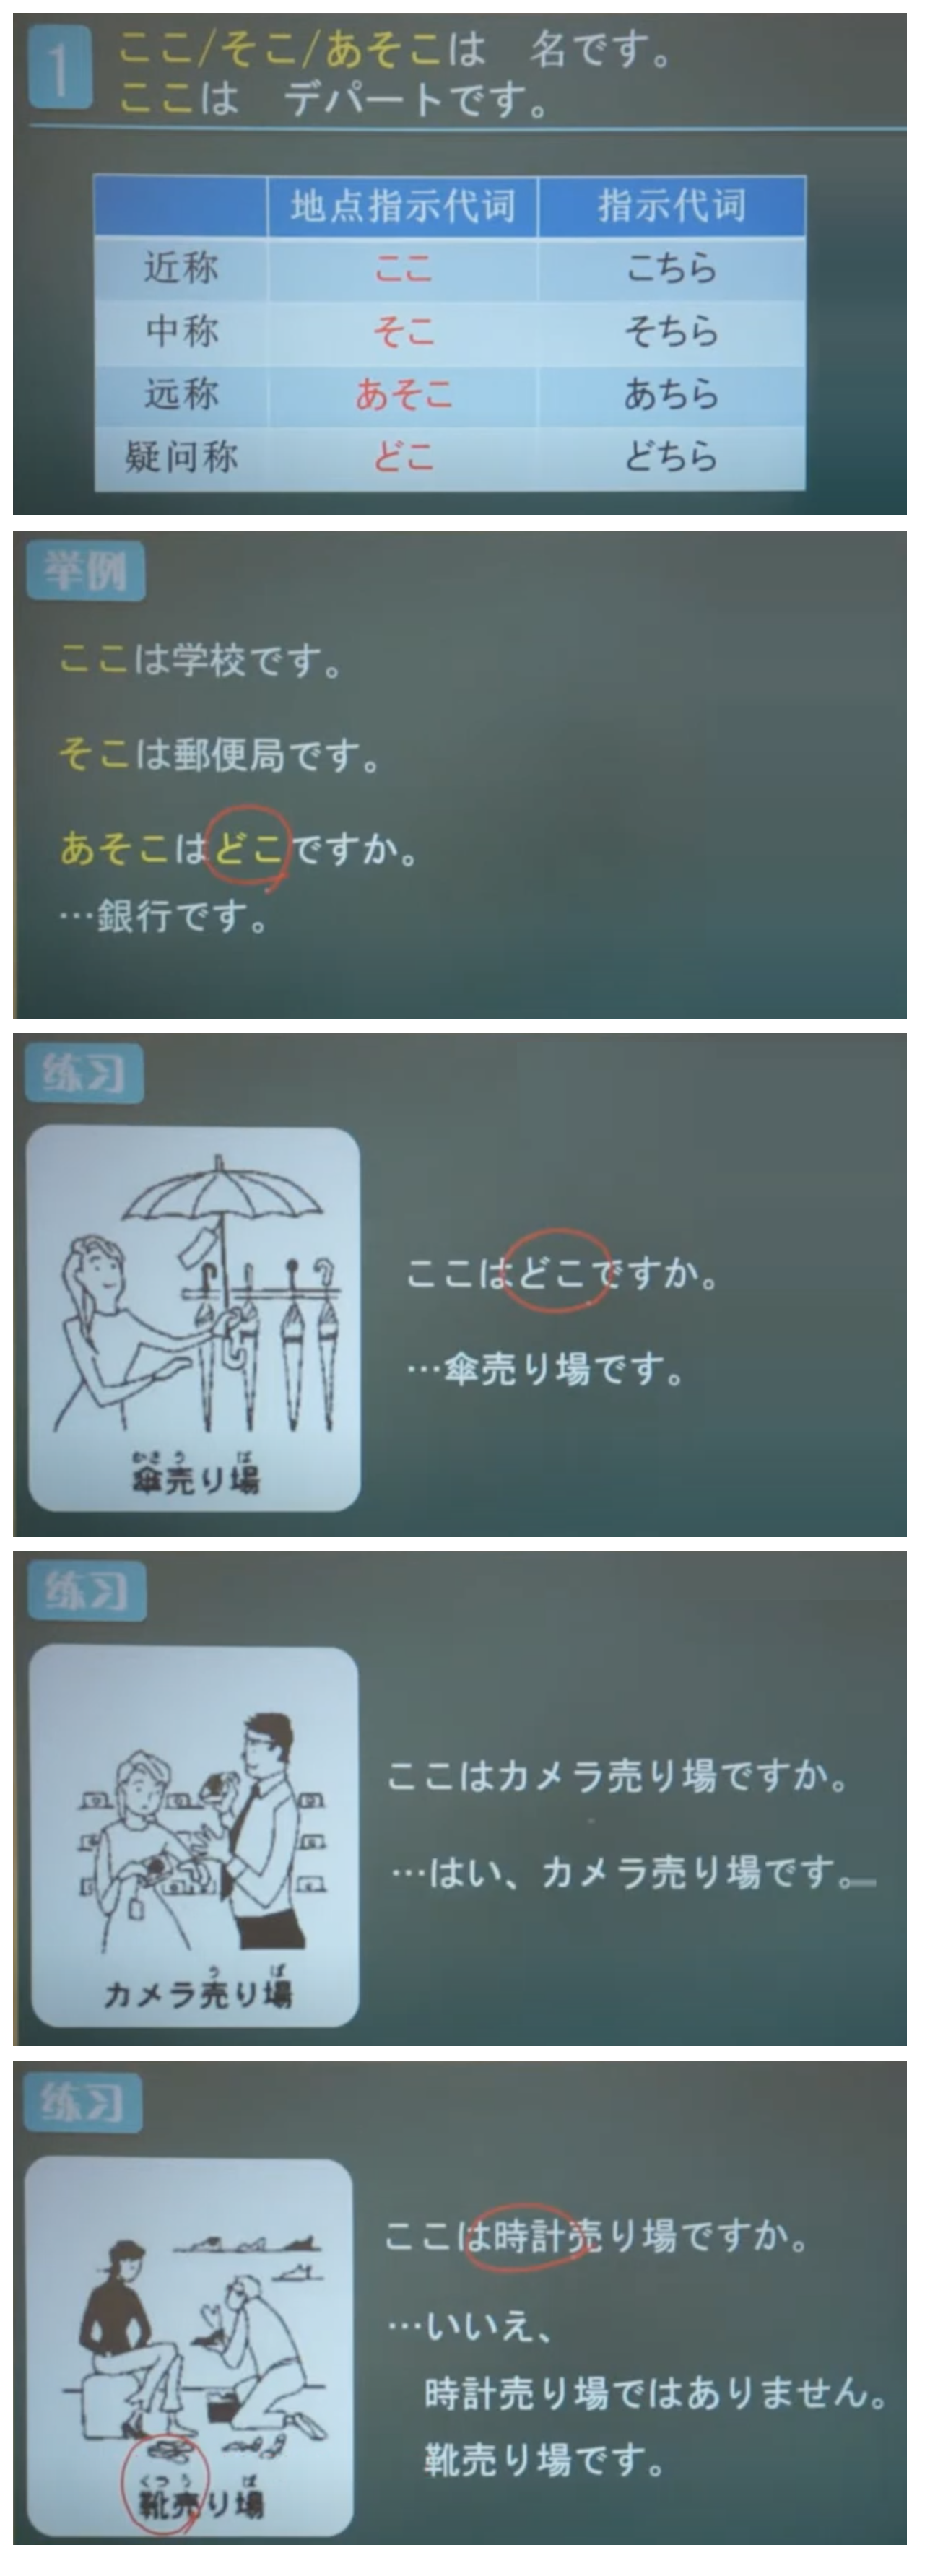 1
ここ/そこ/あそこは 名です。
ここは デパートです。
地点指示代词 指示代词
近称 ここ こちら
中称 そこ そちら
远称 あそこ あちら
疑问称 どこ どちら
举例
ここは学校です。
そこは郵便局です。
あそこはどこですか。
…銀行です。
练习
ここはどこですか。
…傘売り場です。
かさ う ば
傘売り場
练习
ここはカメラ売り場ですか。
…はい、カメラ売り場です。
う ば
カメラ売り場
练习
ここは時計売り場ですか。
…いいえ、
時計売り場ではありません。
靴売り場です。
くつ う ば
靴売り場